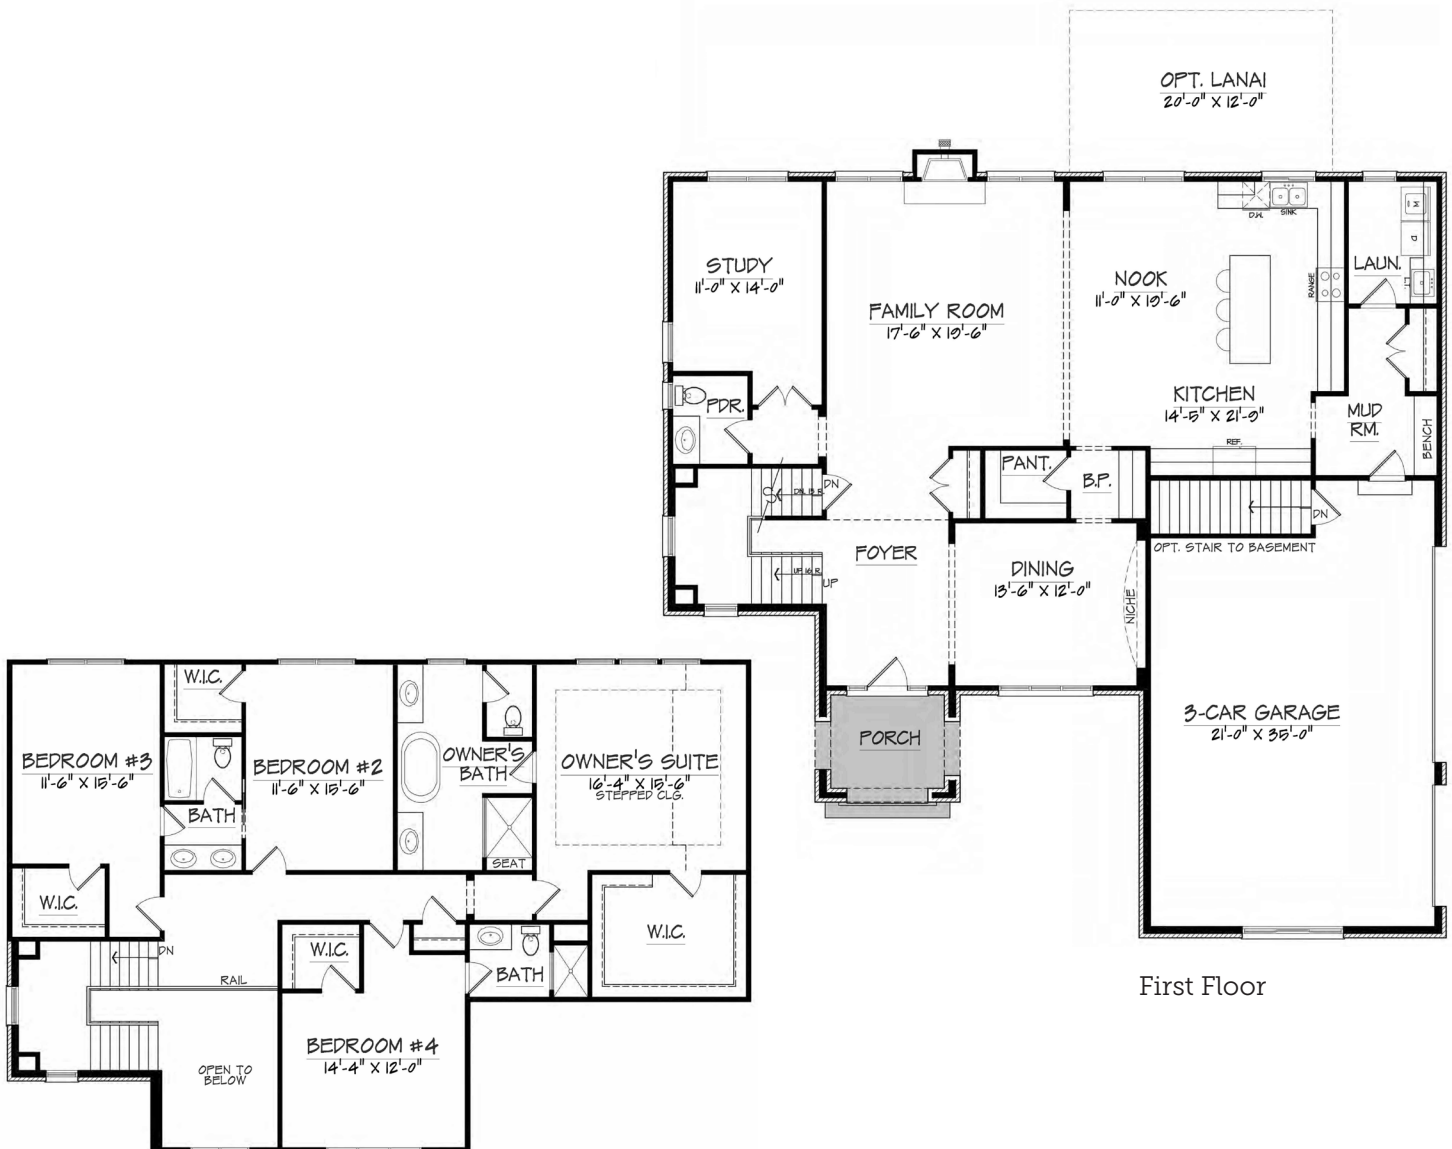 OPT. LANAI
20'-0" X 12'-0"
D.W.
SINK
M
D
L.T.
STUDY
11'-0" X 14'-0"
FAMILY ROOM
17'-6" X 19'-6"
NOOK
11'-0" X 19'-6"
RANGE
LAUN.
KITCHEN
14'-5" X 21'-9"
MUD
RM.
BENCH
PDR.
REF.
PANT.
B.P.
DN. 13 R.
DN
DN
OPT. STAIR TO BASEMENT
FOYER
UP 16 R.
UP
DINING
13'-6" X 12'-0"
NICHE
PORCH
3-CAR GARAGE
21'-0" X 35'-0"
First Floor
W.I.C.
BEDROOM #3
11'-6" X 15'-6"
BEDROOM #2
11'-6" X 15'-6"
OWNER'S
BATH
OWNER'S SUITE
16'-4" X 15'-6"
STEPPED CLG.
BATH
SEAT
W.I.C.
W.I.C.
W.I.C.
DN
RAIL
BATH
BEDROOM #4
14'-4" X 12'-0"
OPEN TO
BELOW